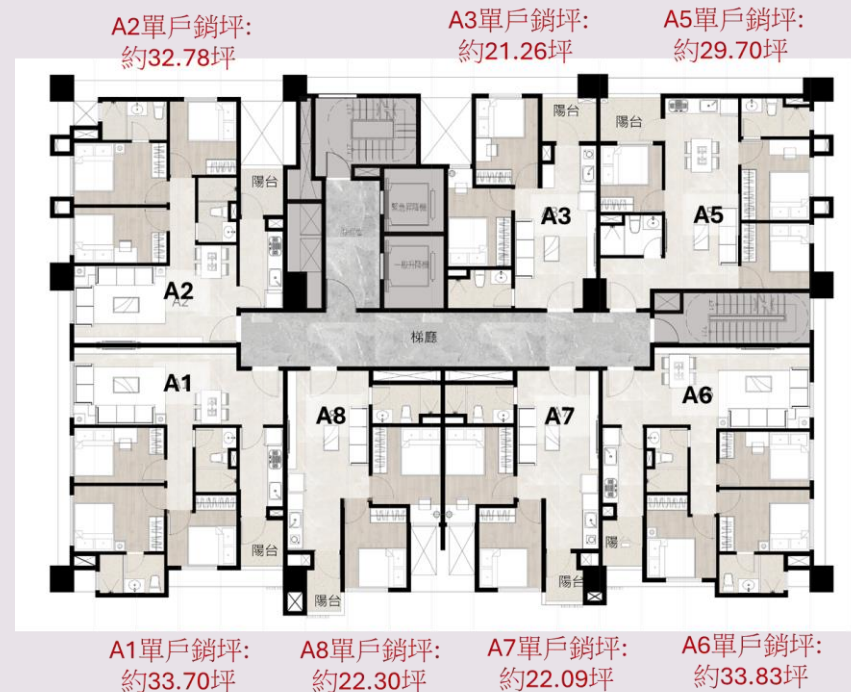 A2單戶銷坪:
約32.78坪
A3單戶銷坪:
約21.26坪
A5單戶銷坪:
約29.70坪
陽台
陽台
陽台
緊急昇降機
一般昇降機
A3
A5
A2
梯廳
A1
A8
A7
A6
陽台
陽台
陽台
陽
A1單戶銷坪:
約33.70坪
A8單戶銷坪:
約22.30坪
A7單戶銷坪:
約22.09坪
A6單戶銷坪:
約33.83坪